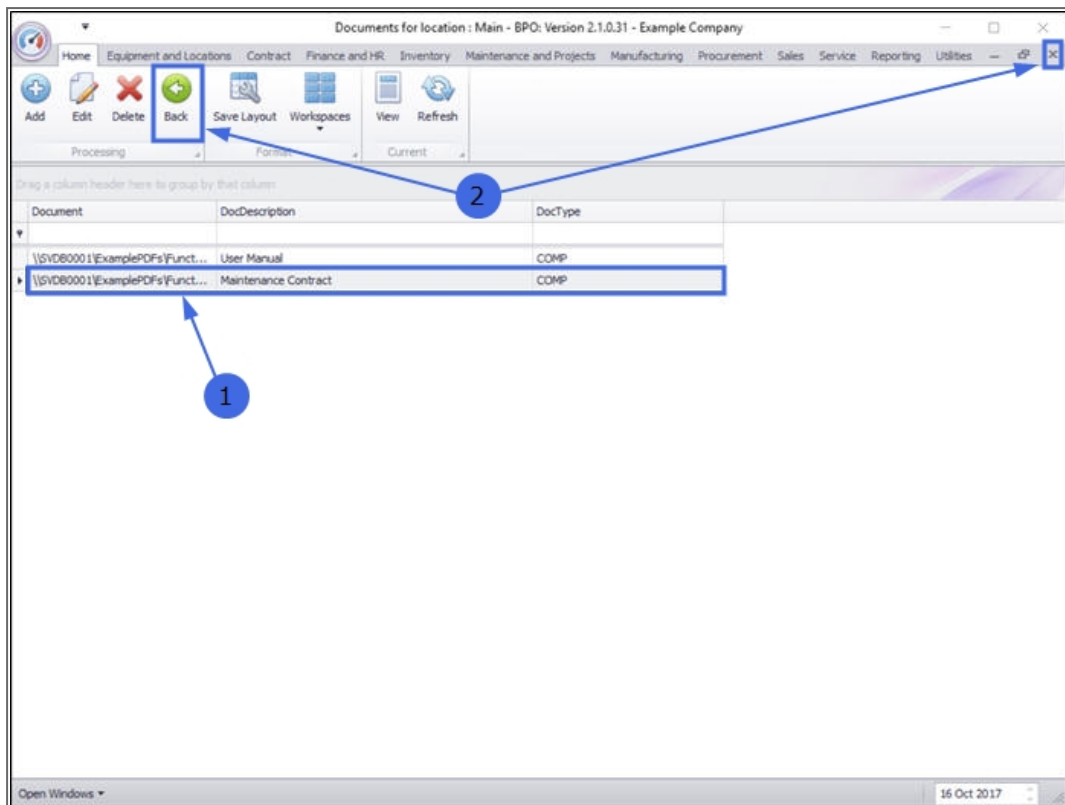 Documents for location : Main - BPO: Version 2.1.0.31 - Example Company
Home Equipment and Locations Contract Finance and HR Inventory Maintenance and Projects Manufacturing Procurement Sales Service Reporting Utilities
Add Edit Delete Back Save Layout Workspaces View Refresh
Processing Format Current
Drag a column header here to group by that column
2
Document DocDescription DocType
\\SVDB0001\ExamplePDFs\Funct... User Manual COMP
\\SVDB0001\ExamplePDFs\Funct... Maintenance Contract COMP
1
Open Windows 16 Oct 2017